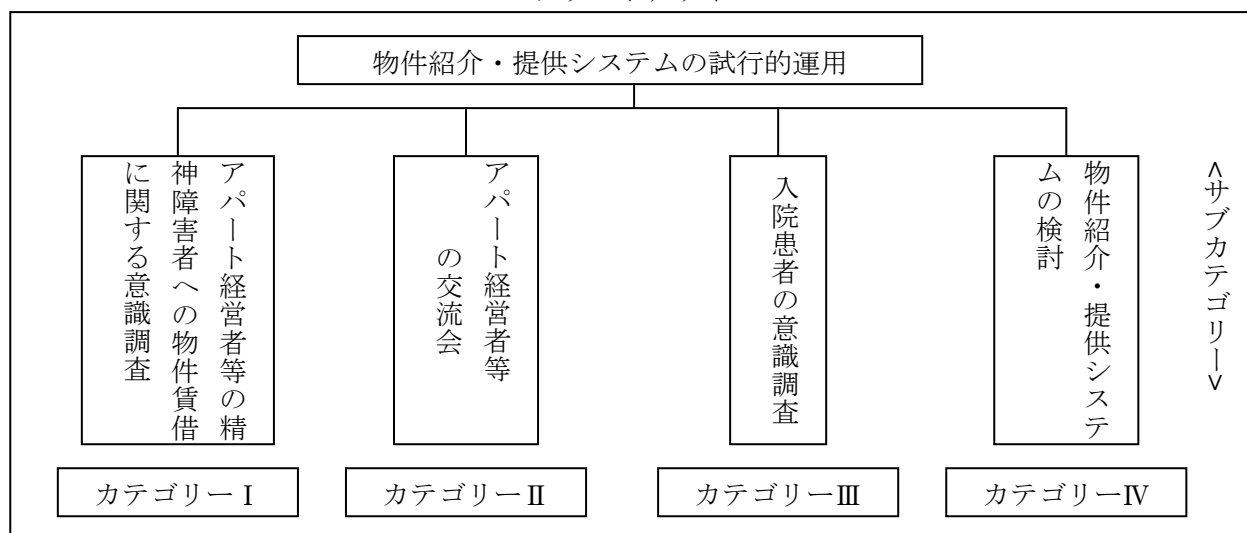 物件紹介・提供システムの試行的運用
アパート経営者等の精
神障害者への物件賃借
に関する意識調査
アパート経営者等
の交流会
入院患者の意識調査
物件紹介・提供システ
ムの検討
<サブカテゴリー>
カテゴリーⅠ
カテゴリーⅡ
カテゴリーⅢ
カテゴリーⅣ